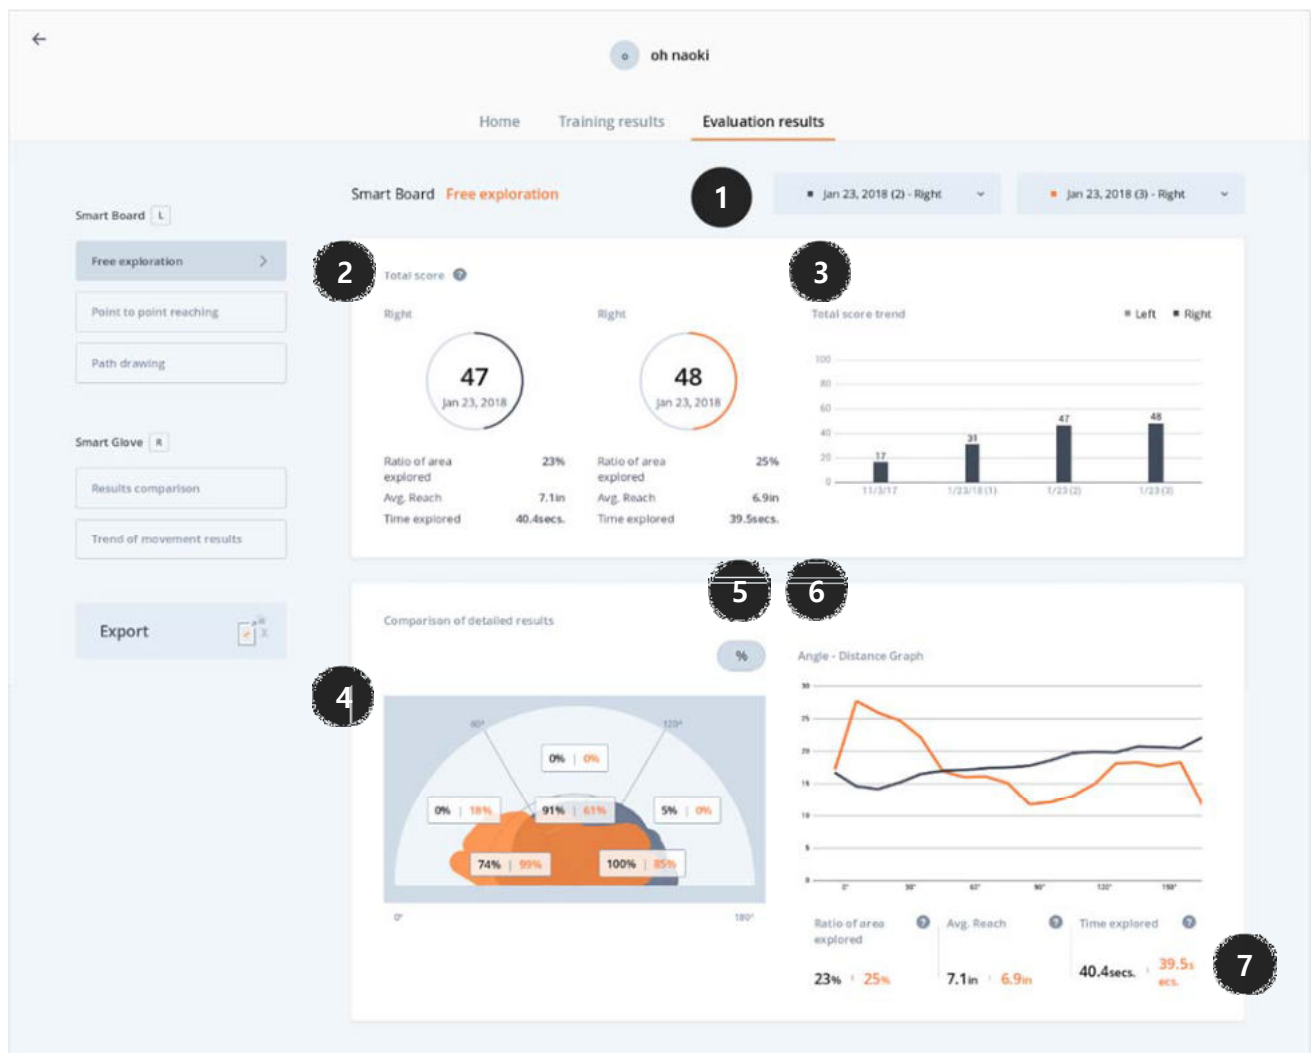 oh naoki
Home Training results Evaluation results
Smart Board Free exploration
1
Jan 23, 2018 (2) - Right
Jan 23, 2018 (3) - Right
Smart Board L
Free exploration
Point to point reaching
Path drawing
Smart Glove R
Results comparison
Trend of movement results
Export
2
Total score ?
Right
47
Jan 23, 2018
Ratio of area explored 23%
Avg. Reach 7.1in
Time explored 40.4secs.
Right
48
Jan 23, 2018
Ratio of area explored 25%
Avg. Reach 6.9in
Time explored 39.5secs.
3
Total score trend
Left Right
100
80
60
40
20
0
17
31
47
48
11/3/17 1/23/18 (1) 1/23 (2) 1/23 (3)
5 6
Comparison of detailed results
%
4
60° 120°
0% | 0%
0% | 18% 91% | 61% 5% | 0%
74% | 99% 100% | 85%
0° 180°
Angle - Distance Graph
30
25
20
15
10
5
0
0° 30° 60° 90° 120° 150°
Ratio of area explored ?
23% 25%
Avg. Reach ?
7.1in 6.9in
Time explored ?
40.4secs. 39.5s
ecs.
7